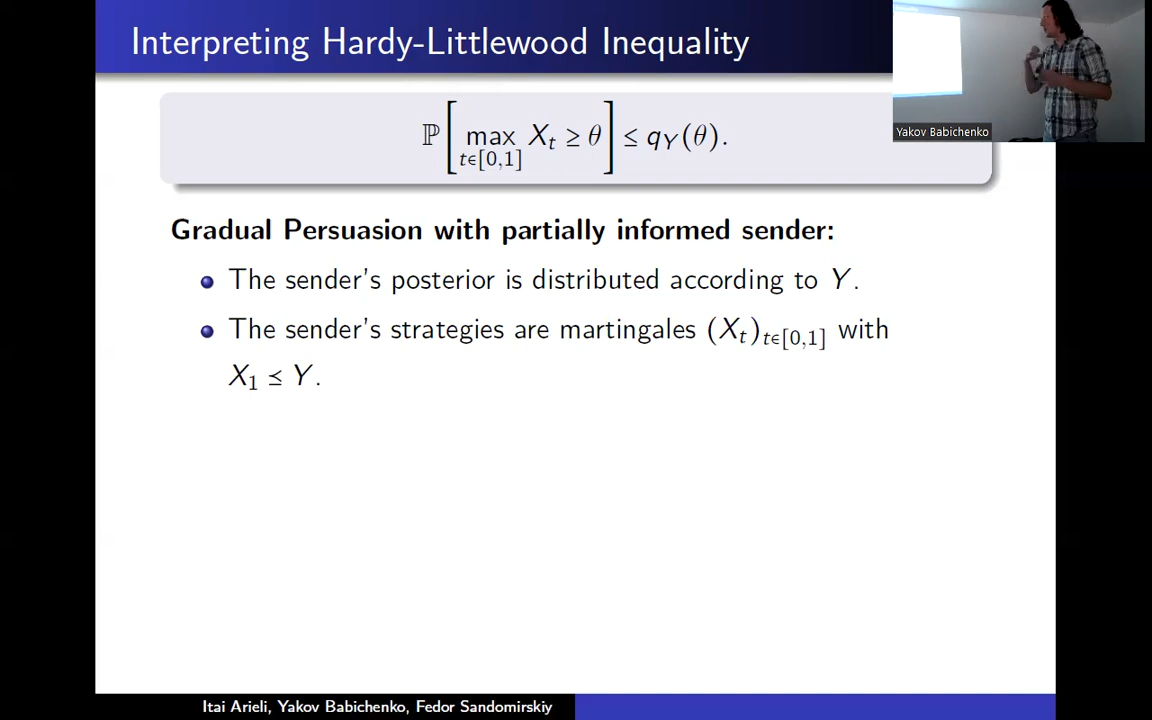 Interpreting Hardy-Littlewood Inequality
ℙ[max_{t∈[0,1]} X_t ≥ θ] ≤ q_Y(θ).
Yakov Babichenko
Gradual Persuasion with partially informed sender:
The sender's posterior is distributed according to Y.
The sender's strategies are martingales (X_t)_{t∈[0,1]} with
X_1 ⪯ Y.
Itai Arieli, Yakov Babichenko, Fedor Sandomirskiy